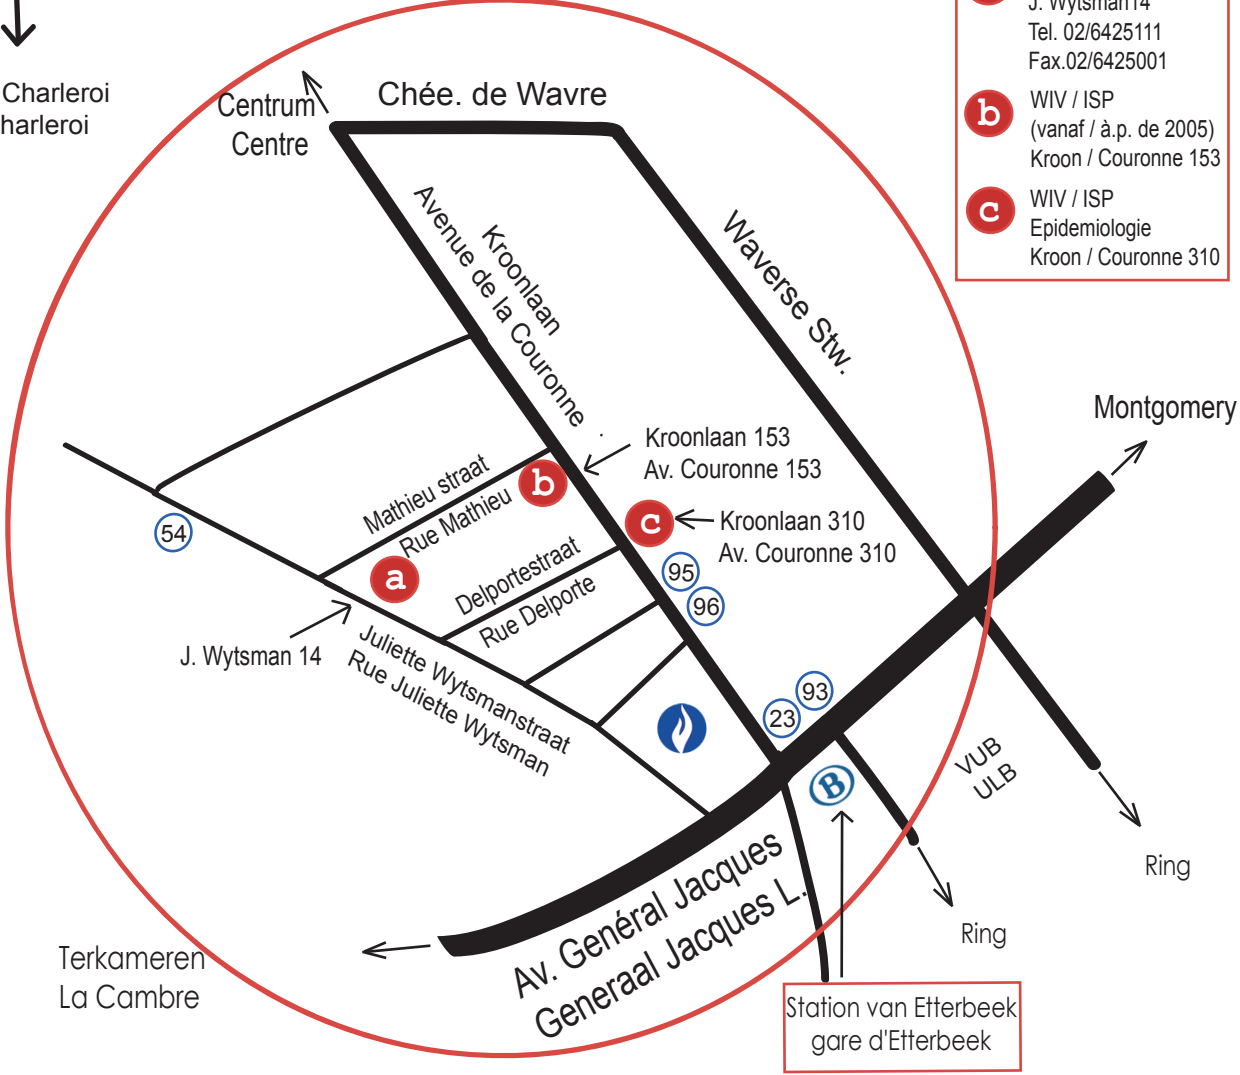 J. Wytsman14
Tel. 02/6425111
Fax.02/6425001
b
WIV / ISP
(vanaf / à.p. de 2005)
Kroon / Couronne 153
c
WIV / ISP
Epidemiologie
Kroon / Couronne 310
Charleroi
harleroi
Centrum
Centre
Chée. de Wavre
Kroonlaan
Avenue de la Couronne
Waverse Stw.
Montgomery
Kroonlaan 153
Av. Couronne 153
Mathieu straat
Rue Mathieu
b
c
Kroonlaan 310
Av. Couronne 310
54
a
Delportestraat
Rue Delporte
95
96
J. Wytsman 14
Juliette Wytsmanstraat
Rue Juliette Wytsman
93
23
B
VUB
ULB
Ring
Ring
Av. Genéral Jacques
Generaal Jacques L.
Terkameren
La Cambre
Station van Etterbeek
gare d'Etterbeek